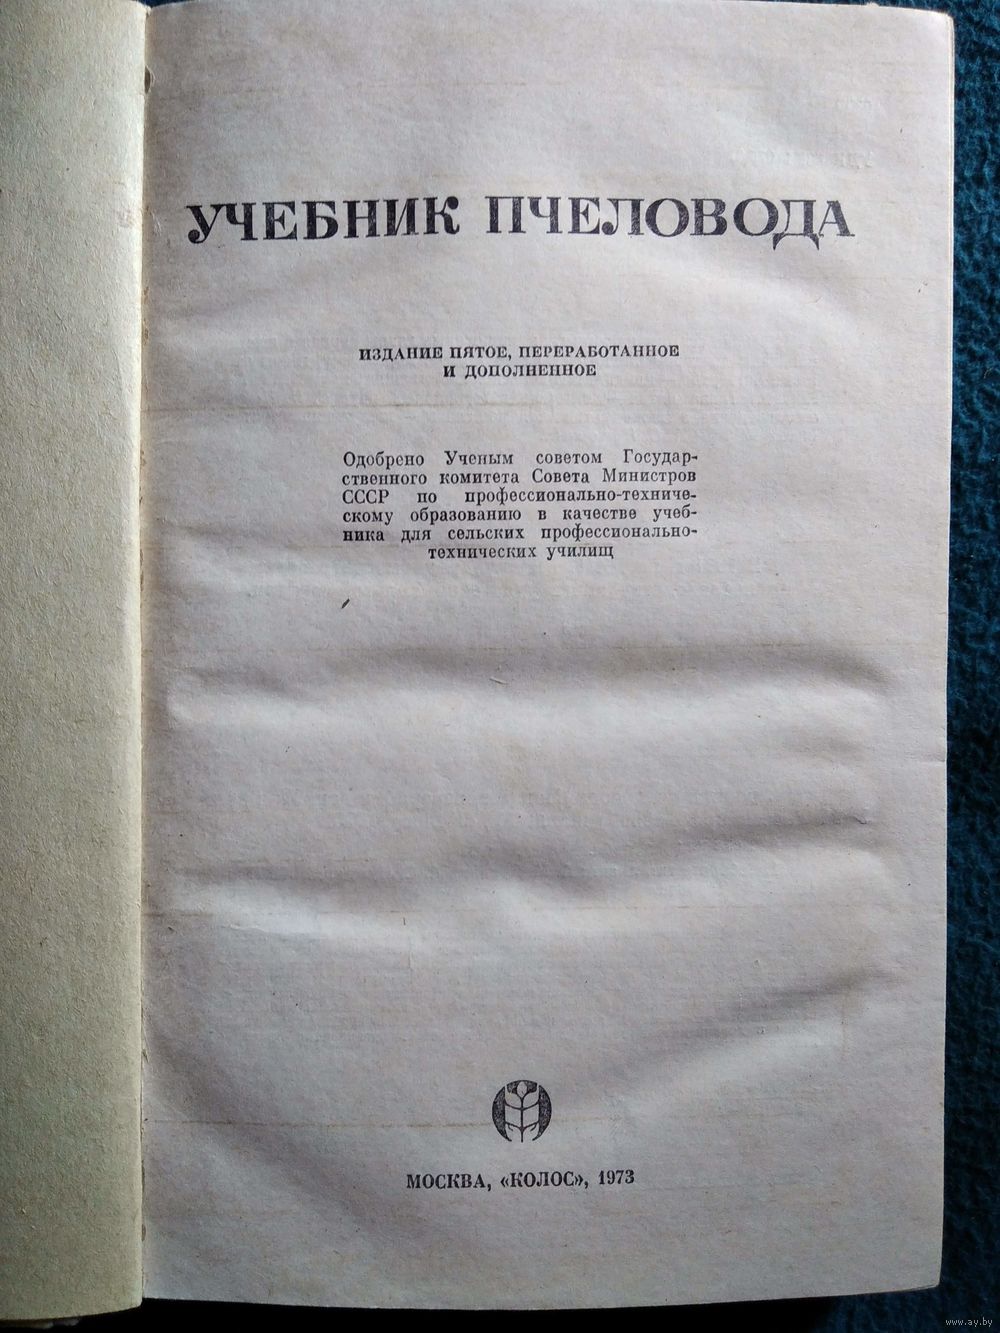 УЧЕБНИК ПЧЕЛОВОДА
ИЗДАНИЕ ПЯТОЕ, ПЕРЕРАБОТАННОЕ
И ДОПОЛНЕННОЕ
Одобрено Ученым советом Государ-
ственного комитета Совета Министров
СССР по профессионально-техниче-
скому образованию в качестве учеб-
ника для сельских профессионально-
технических училищ
МОСКВА, «КОЛОС», 1973
www.ay.by